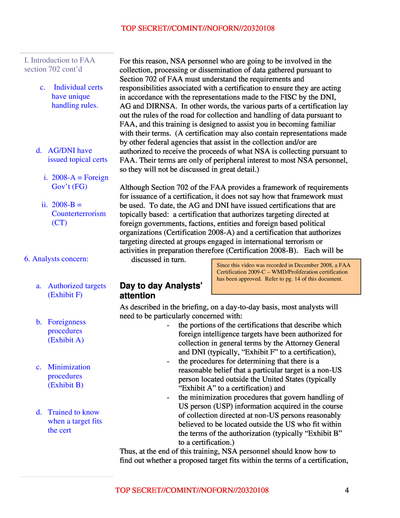 TOP SECRET//COMINT//NOFORN//20320108
I. Introduction to FAA
section 702 cont'd
c. Individual certs
have unique
handling rules.
d. AG/DNI have
issued topical certs
i. 2008-A = Foreign
Gov't (FG)
ii. 2008-B =
Counterterrorism
(CT)
6. Analysts concern:
a. Authorized targets
(Exhibit F)
b. Foreignness
procedures
(Exhibit A)
c. Minimization
procedures
(Exhibit B)
d. Trained to know
when a target fits
the cert
For this reason, NSA personnel who are going to be involved in the
collection, processing or dissemination of data gathered pursuant to
Section 702 of FAA must understand the requirements and
responsibilities associated with a certification to ensure they are acting
in accordance with the representations made to the FISC by the DNI,
AG and DIRNSA. In other words, the various parts of a certification lay
out the rules of the road for collection and handling of data pursuant to
FAA, and this training is designed to assist you in becoming familiar
with their terms. (A certification may also contain representations made
by other federal agencies that assist in the collection and/or are
authorized to receive the proceeds of what NSA is collecting pursuant to
FAA. Their terms are only of peripheral interest to most NSA personnel,
so they will not be discussed in great detail.)
Although Section 702 of the FAA provides a framework of requirements
for issuance of a certification, it does not say how that framework must
be used. To date, the AG and DNI have issued certifications that are
topically based: a certification that authorizes targeting directed at
foreign governments, factions, entities and foreign based political
organizations (Certification 2008-A) and a certification that authorizes
targeting directed at groups engaged in international terrorism or
activities in preparation therefore (Certification 2008-B). Each will be
discussed in turn.
Since this video was recorded in December 2008, a FAA
Certification 2009-C – WMD/Proliferation certification
has been approved. Refer to pg. 14 of this document.
Day to day Analysts'
attention
As described in the briefing, on a day-to-day basis, most analysts will
need to be particularly concerned with:
- the portions of the certifications that describe which
foreign intelligence targets have been authorized for
collection in general terms by the Attorney General
and DNI (typically, "Exhibit F" to a certification),
- the procedures for determining that there is a
reasonable belief that a particular target is a non-US
person located outside the United States (typically
"Exhibit A" to a certification) and
- the minimization procedures that govern handling of
US person (USP) information acquired in the course
of collection directed at non-US persons reasonably
believed to be located outside the US who fit within
the terms of the authorization (typically "Exhibit B"
to a certification.)
Thus, at the end of this training, NSA personnel should know how to
find out whether a proposed target fits within the terms of a certification,
TOP SECRET//COMINT//NOFORN//20320108
4